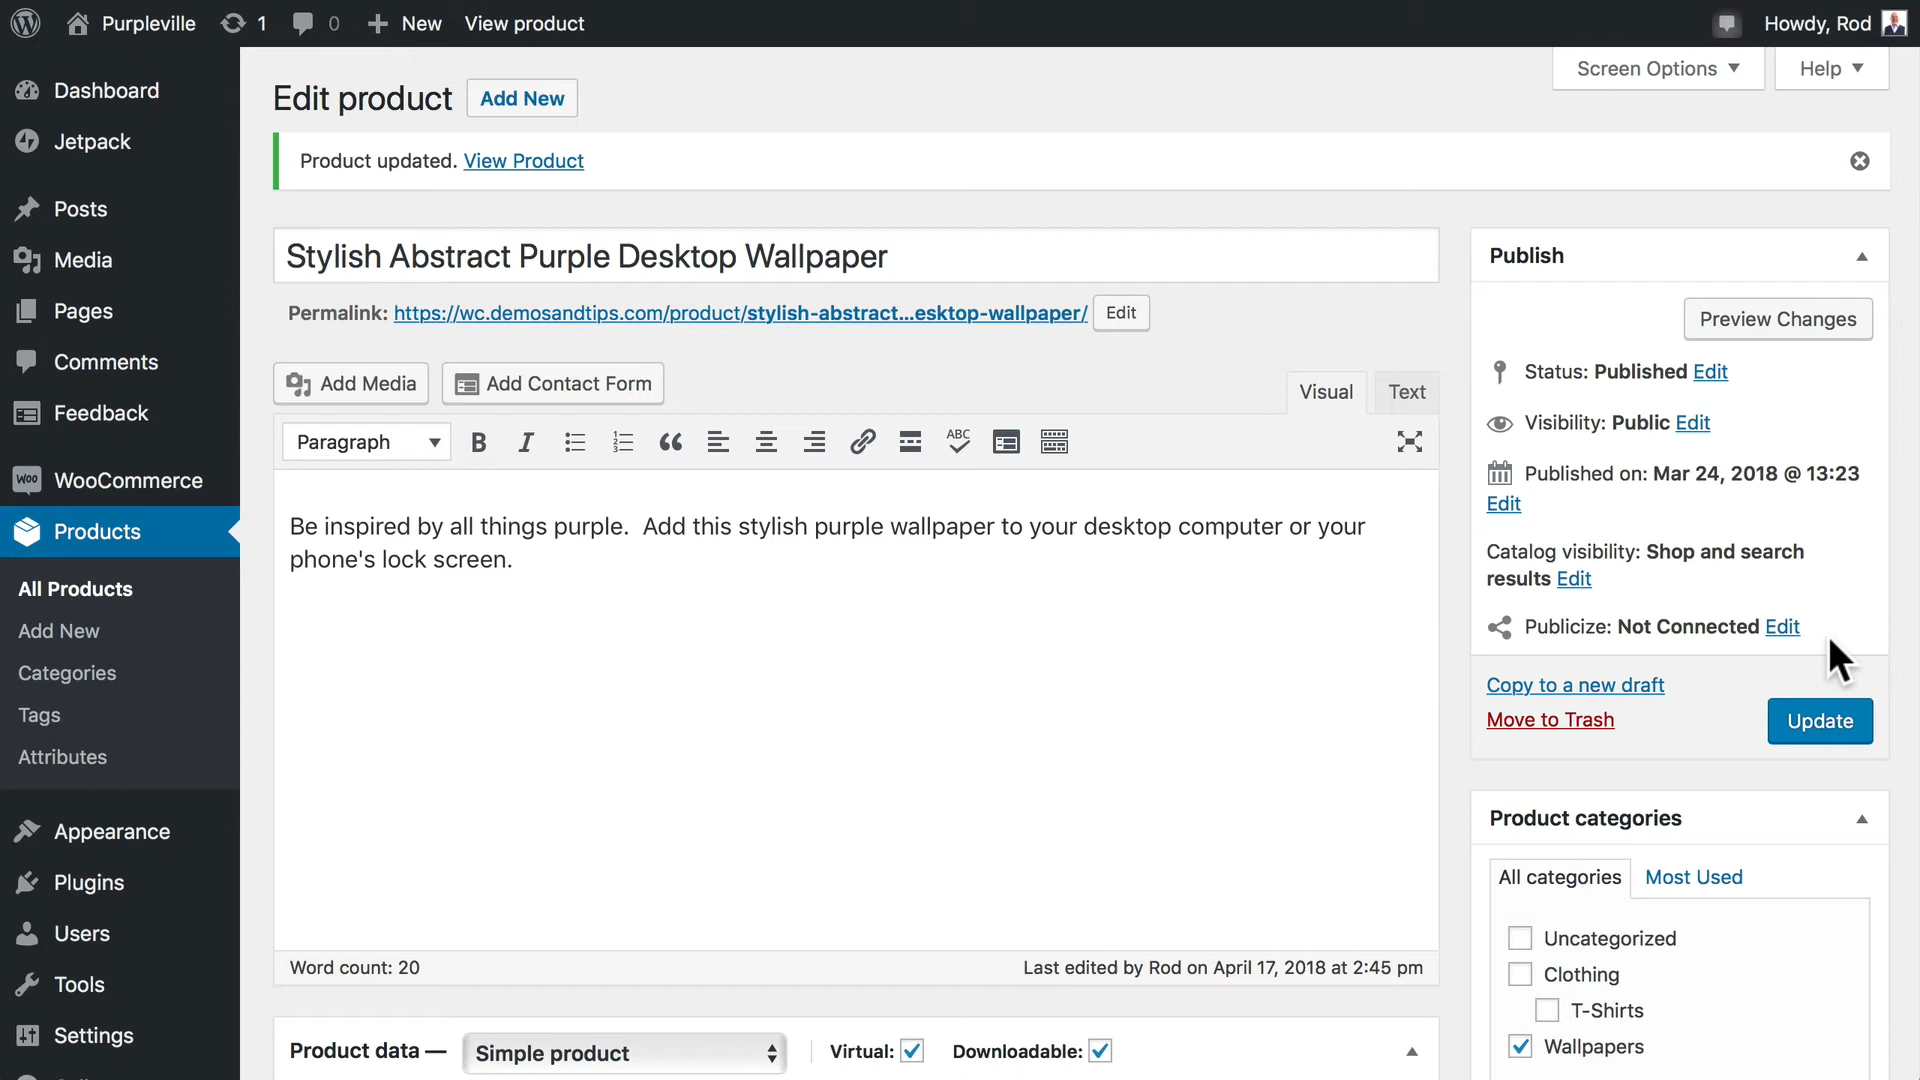 Purpleville 1 0 New View product Howdy, Rod
Screen Options Help
Dashboard
Jetpack
Posts
Media
Pages
Comments
Feedback
WOO WooCommerce
Products
All Products
Add New
Categories
Tags
Attributes
Appearance
Plugins
Users
Tools
Settings
Edit product Add New
Product updated. View Product
Stylish Abstract Purple Desktop Wallpaper
Permalink: https://wc.demosandtips.com/product/stylish-abstract...esktop-wallpaper/ Edit
Add Media Add Contact Form Visual Text
Paragraph B I ABC
Be inspired by all things purple. Add this stylish purple wallpaper to your desktop computer or your
phone's lock screen.
Word count: 20 Last edited by Rod on April 17, 2018 at 2:45 pm
Product data — Simple product Virtual: Downloadable:
Publish
Preview Changes
Status: Published Edit
Visibility: Public Edit
Published on: Mar 24, 2018 @ 13:23
Edit
Catalog visibility: Shop and search
results Edit
Publicize: Not Connected Edit
Copy to a new draft
Move to Trash Update
Product categories
All categories Most Used
Uncategorized
Clothing
T-Shirts
Wallpapers